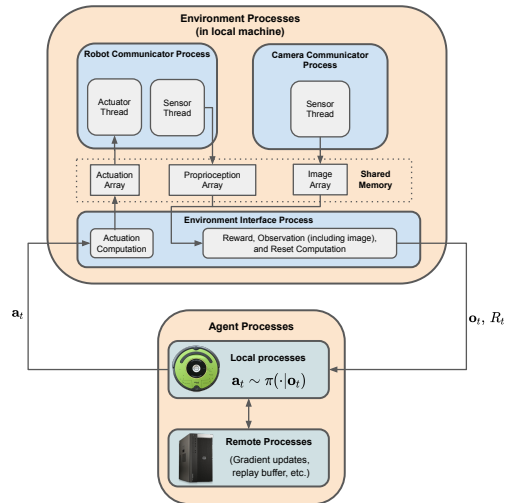 Environment Processes
(in local machine)
Robot Communicator Process
Camera Communicator
Process
Actuator
Thread
Sensor
Thread
Sensor
Thread
Actuation
Array
Proprioception
Array
Image
Array
Shared
Memory
Environment Interface Process
Actuation
Computation
Reward, Observation (including image),
and Reset Computation
a_t
o_t, R_t
Agent Processes
Local processes
a_t ∼ π(·|o_t)
Remote Processes
(Gradient updates,
replay buffer, etc.)